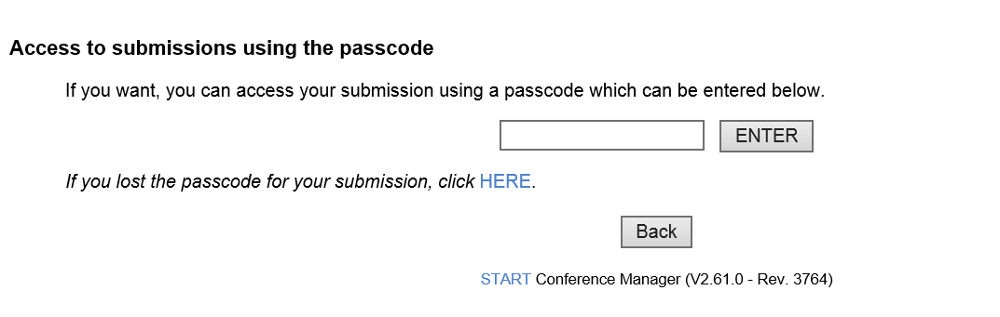 Access to submissions using the passcode
If you want, you can access your submission using a passcode which can be entered below.
ENTER
If you lost the passcode for your submission, click HERE.
Back
START Conference Manager (V2.61.0 - Rev. 3764)